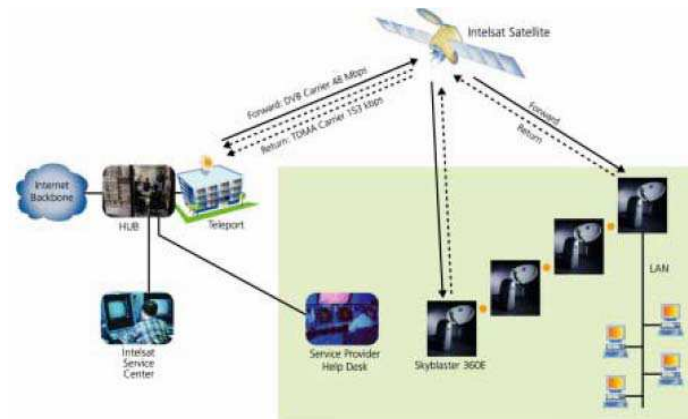 Intelsat Satellite
Forward: DVB Carrier 48 Mbps
Return: TDMA Carrier 153 kbps
Forward
Return
Internet
Backbone
HUB
Teleport
LAN
Intelsat
Service
Center
Service Provider
Help Desk
Skyblaster 360E